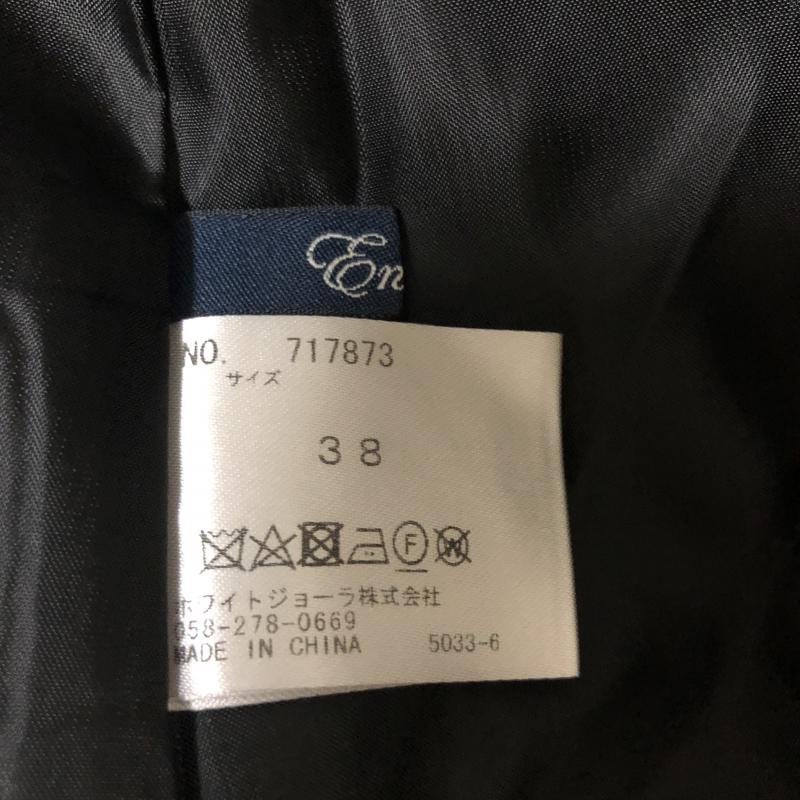 En
NO. 717873
サイズ
38
F W
ホワイトジョーラ株式会社
058-278-0669
MADE IN CHINA 5033-6